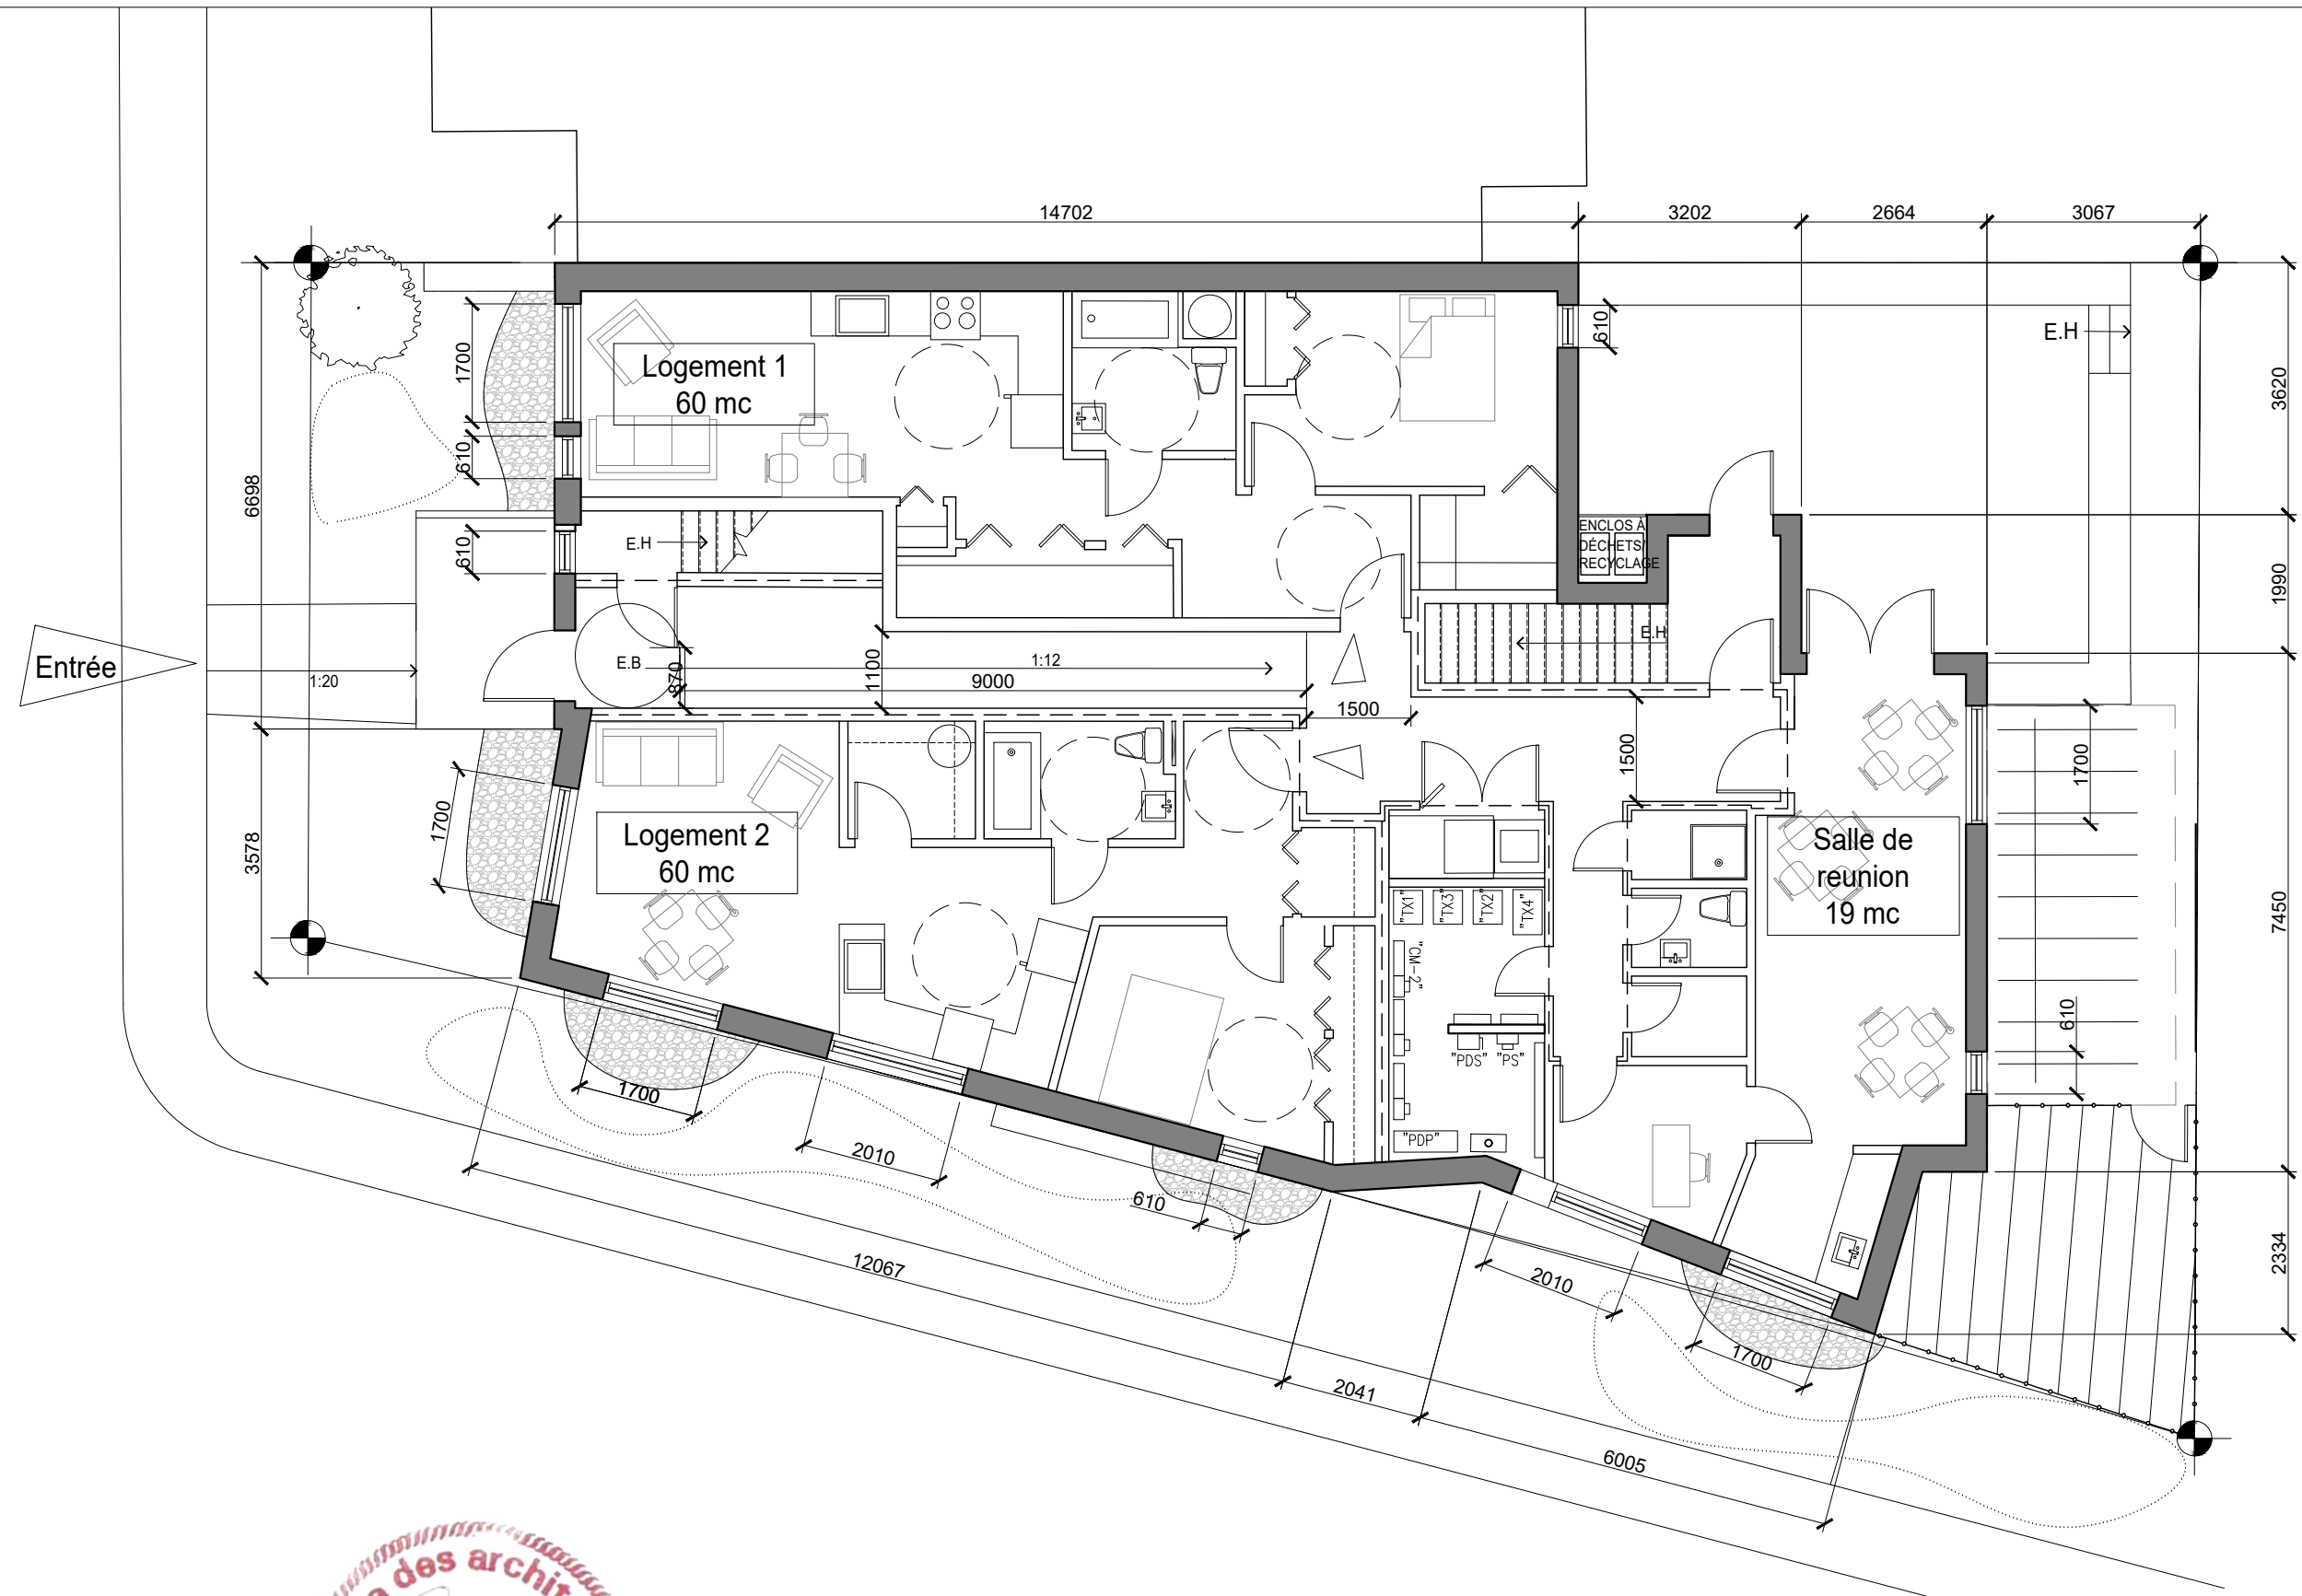 14702
3202
2664
3067
610
E.H
1700
Logement 1
60 mc
3620
610
6698
ENCLOS À
DÉCHETS/
RECYCLAGE
610
E.H
1990
E.H
Entrée
1:20
E.B
870
1100
1:12
9000
1500
1500
1700
1700
3578
Logement 2
60 mc
Salle de
reunion
19 mc
7450
"TX1"
"TX3"
"TX2"
"TX4"
"CM-2"
610
"PDS"
"PS"
1700
"PDP"
2010
610
12067
2334
2010
1700
2041
6005
des archit